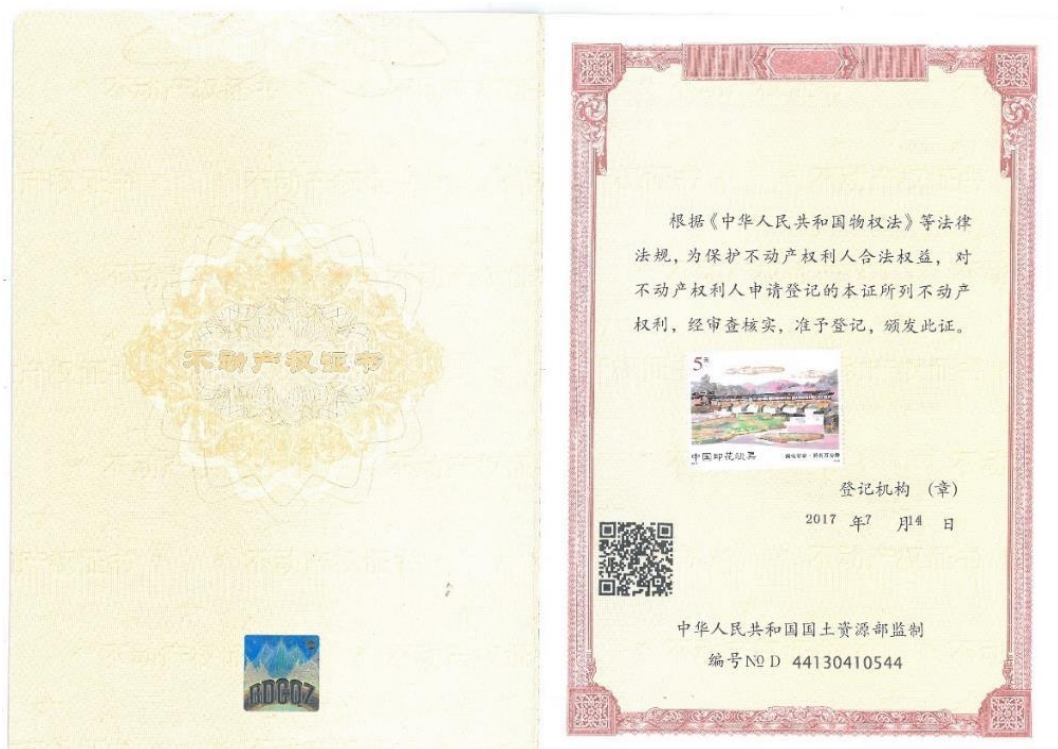 不动产权证书
BDCQZ
根据《中华人民共和国物权法》等法律
法规，为保护不动产权利人合法权益，对
不动产权利人申请登记的本证所列不动产
权利，经审查核实，准予登记，颁发此证。
5元
中国印花税票
登记机构 （章）
2017 年7 月14 日
中华人民共和国国土资源部监制
编号№ D 44130410544